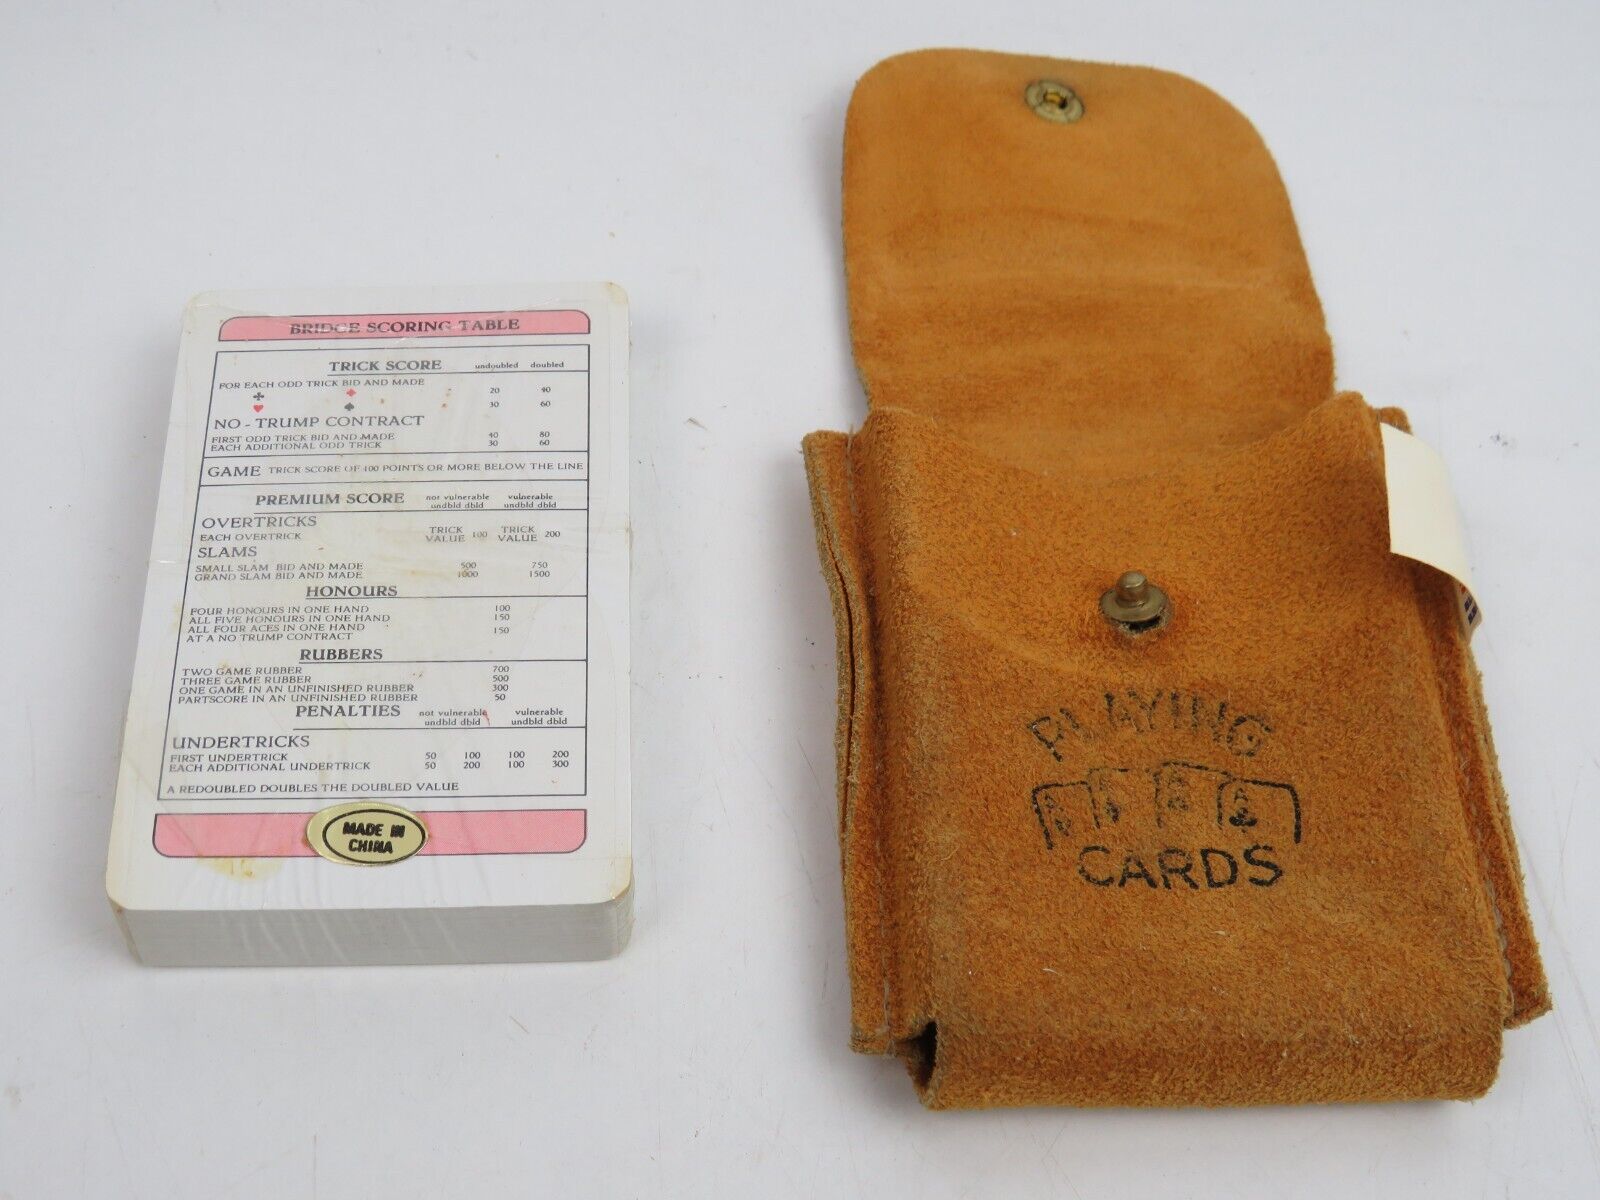 BRIDGE SCORING TABLE
TRICK SCORE undoubled doubled
FOR EACH ODD TRICK BID AND MADE
♣ ♦ 20 40
♥ ♠ 30 60
NO - TRUMP CONTRACT
FIRST ODD TRICK BID AND MADE 40 80
EACH ADDITIONAL ODD TRICK 30 60
GAME TRICK SCORE OF 100 POINTS OR MORE BELOW THE LINE
PREMIUM SCORE not vulnerable vulnerable
undbld dbld undbld dbld
OVERTRICKS
EACH OVERTRICK TRICK VALUE 100 TRICK VALUE 200
SLAMS
SMALL SLAM BID AND MADE 500 750
GRAND SLAM BID AND MADE 1000 1500
HONOURS
FOUR HONOURS IN ONE HAND 100
ALL FIVE HONOURS IN ONE HAND 150
ALL FOUR ACES IN ONE HAND 150
AT A NO TRUMP CONTRACT
RUBBERS
TWO GAME RUBBER 700
THREE GAME RUBBER 500
ONE GAME IN AN UNFINISHED RUBBER 300
PARTSCORE IN AN UNFINISHED RUBBER 50
PENALTIES not vulnerable vulnerable
undbld dbld undbld dbld
UNDERTRICKS
FIRST UNDERTRICK 50 100 100 200
EACH ADDITIONAL UNDERTRICK 50 200 100 300
A REDOUBLED DOUBLES THE DOUBLED VALUE
MADE IN
CHINA
PLAYING
CARDS